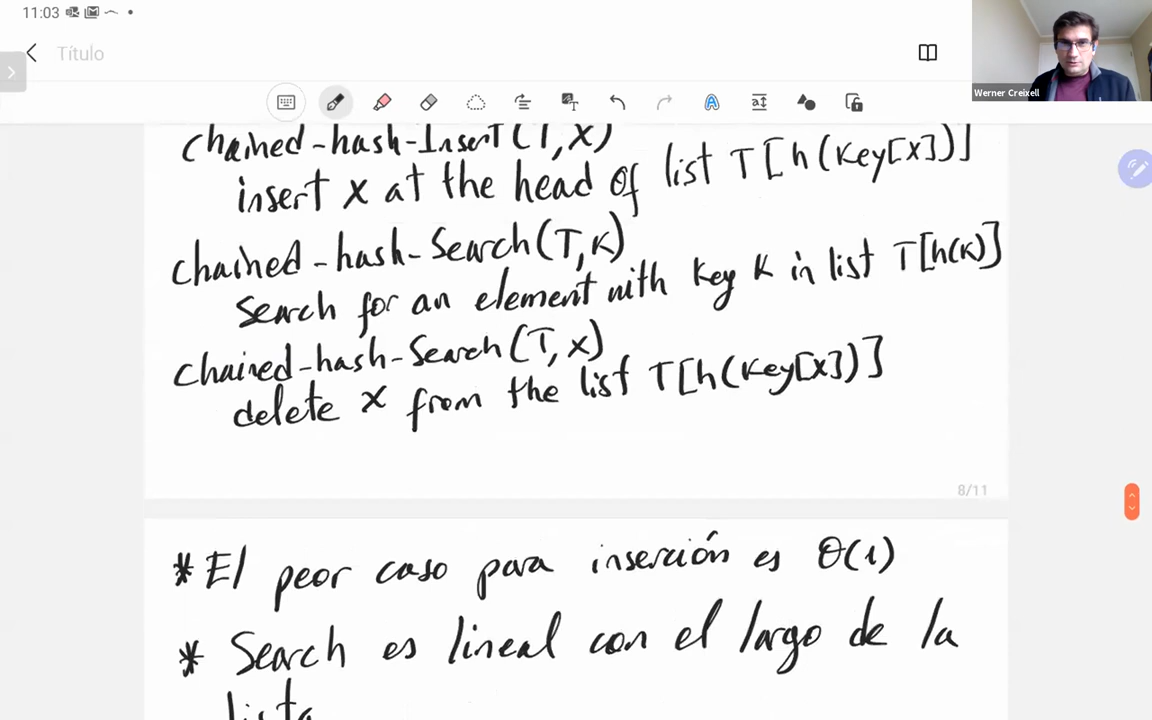 11:03
Título
Werner Creixell
chained-hash-Insert(T,X)
insert x at the head of list T[h(Key[X])]
chained-hash-Search(T,K)
Search for an element with key K in list T[h(K)]
chained-hash-Search(T,x)
delete x from the list T[h(Key[x])]
8/11
* El peor caso para inserción es Θ(1)
* Search es lineal con el largo de la
lista